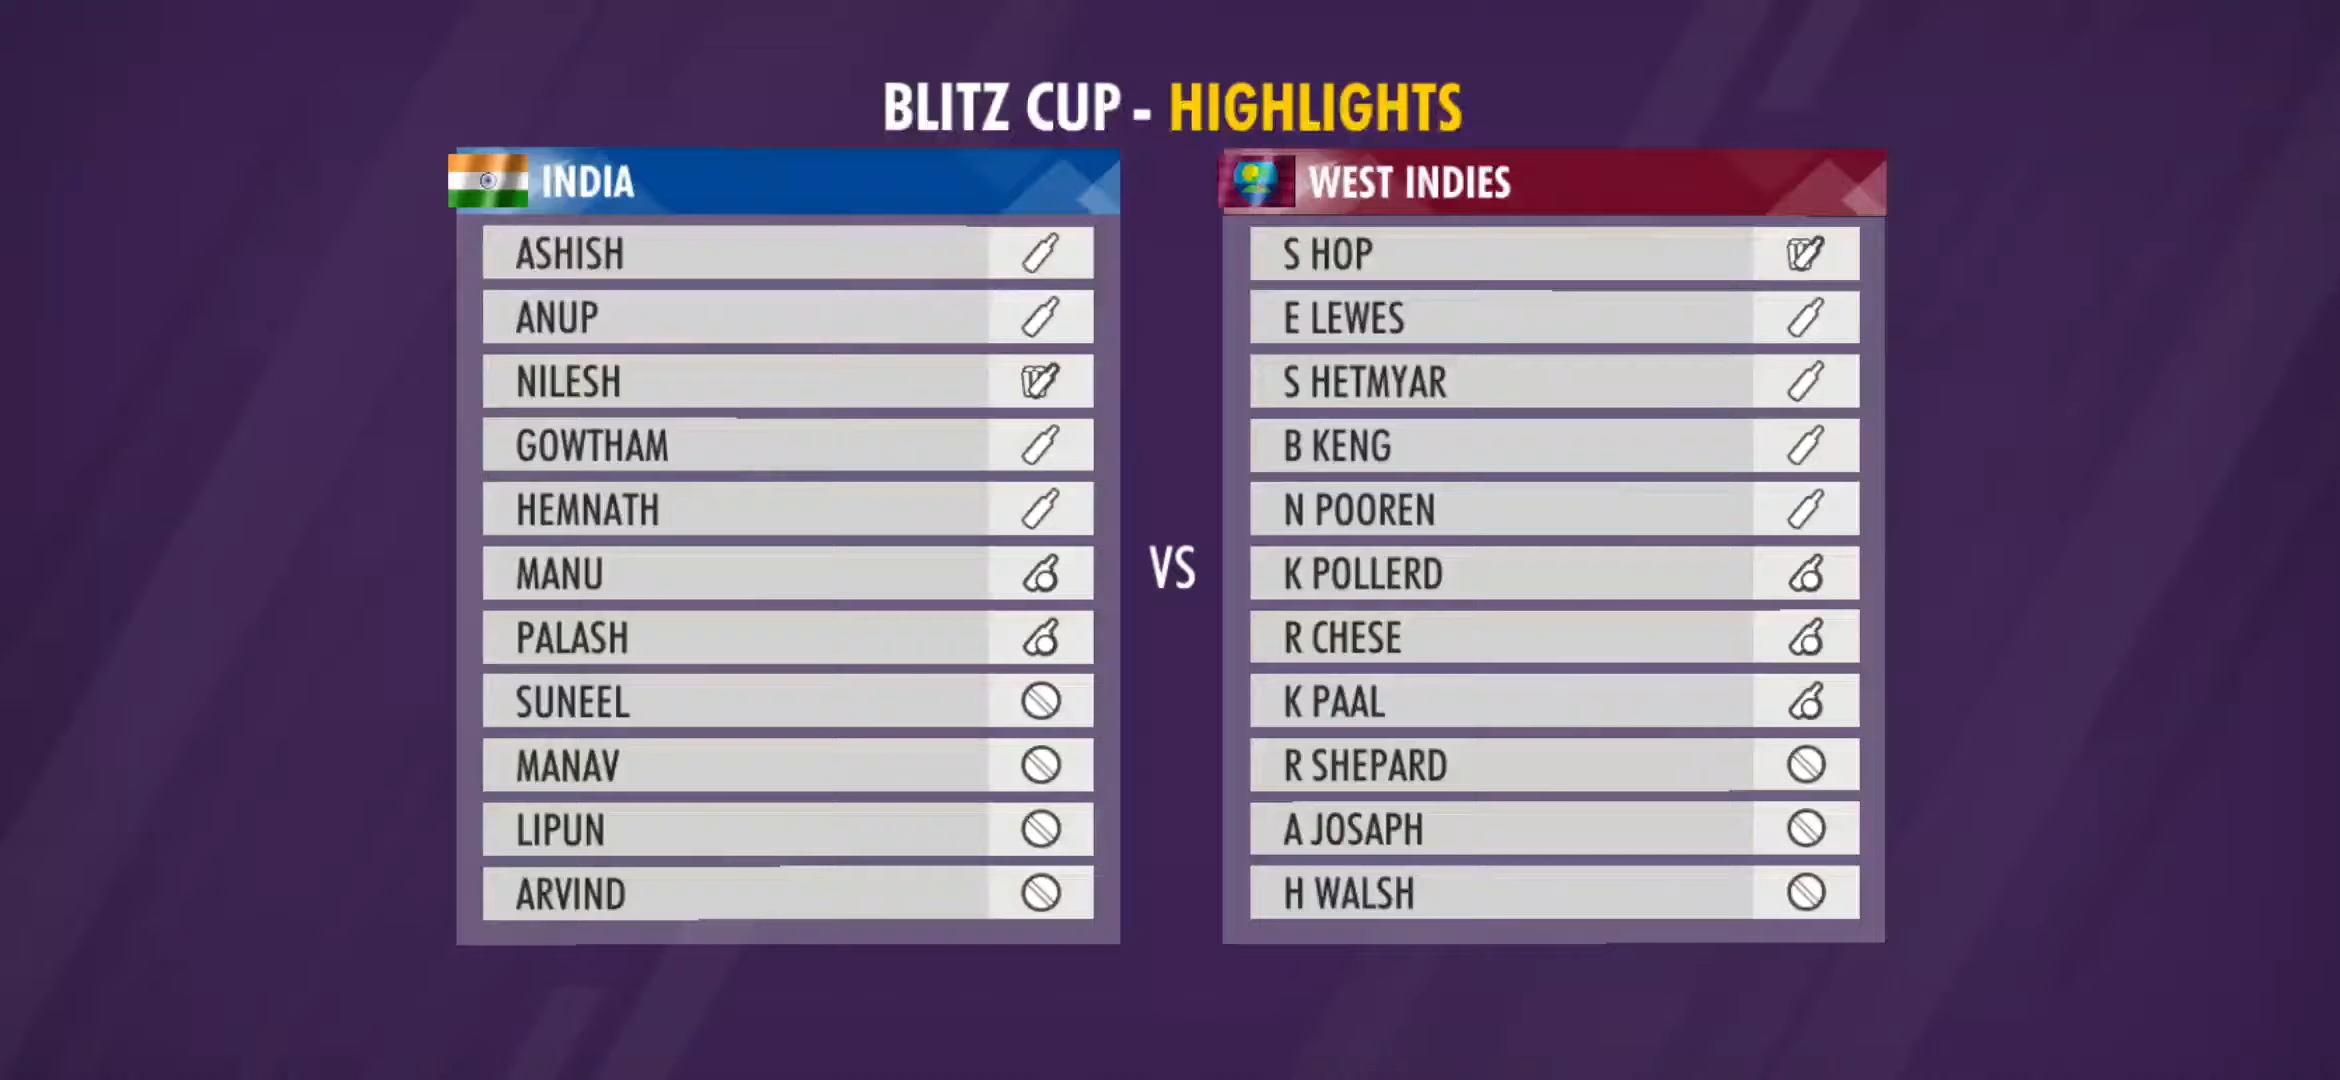 BLITZ CUP - HIGHLIGHTS
INDIA
ASHISH
ANUP
NILESH
GOWTHAM
HEMNATH
MANU
PALASH
SUNEEL
MANAV
LIPUN
ARVIND
VS
WEST INDIES
S HOP
E LEWES
S HETMYAR
B KENG
N POOREN
K POLLERD
R CHESE
K PAAL
R SHEPARD
A JOSAPH
H WALSH